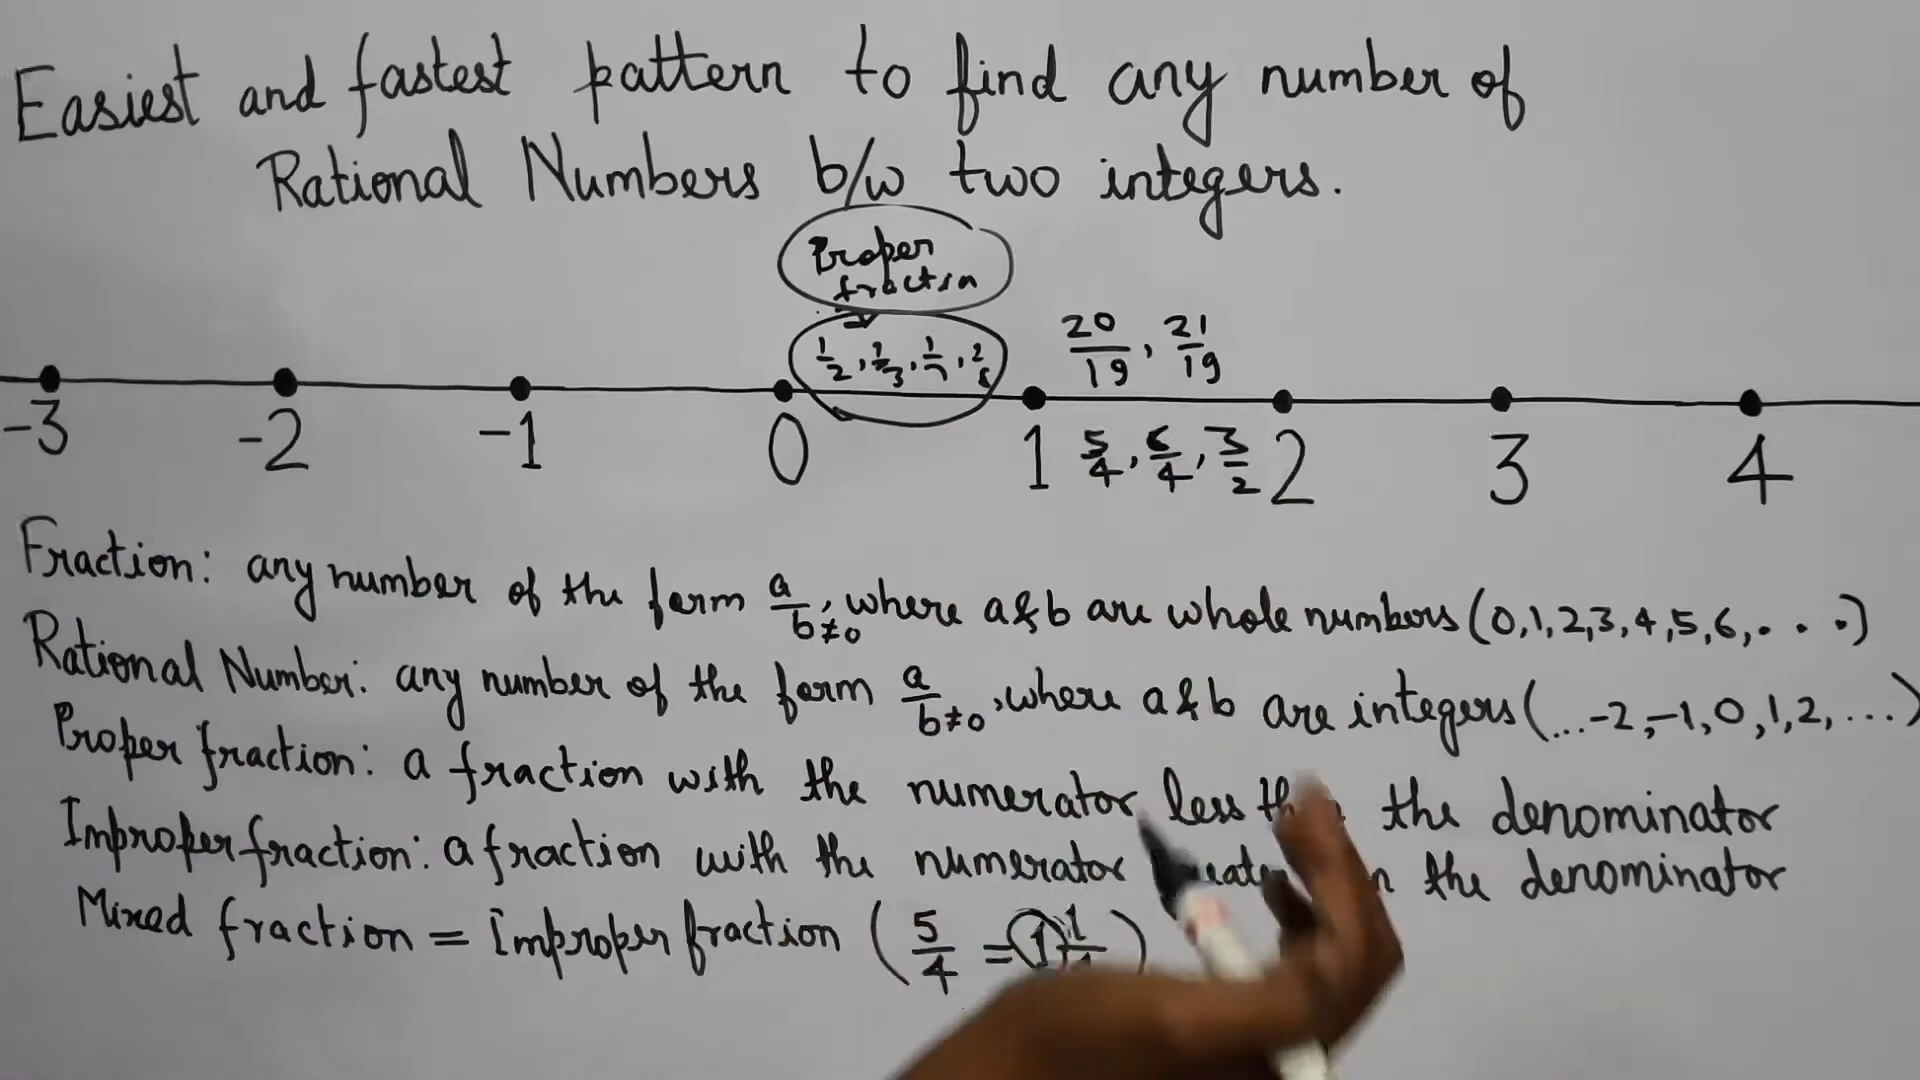 Easiest and fastest pattern to find any number of
Rational Numbers b/w two integers.
Proper
fraction
1/2, 2/3, 1/7, 2/8
20/19, 21/19
-3 -2 -1 0 1 5/4, 6/4, 3/2 2 3 4
Fraction: any number of the form a/b≠0, where a & b are whole numbers (0,1,2,3,4,5,6,....)
Rational Number: any number of the form a/b≠0, where a & b are integers (...-2,-1,0,1,2,...)
Proper fraction: a fraction with the numerator less the denominator
Improper fraction: a fraction with the numerator the denominator
Mixed fraction = Improper fraction (5/4 = 1 1/4)